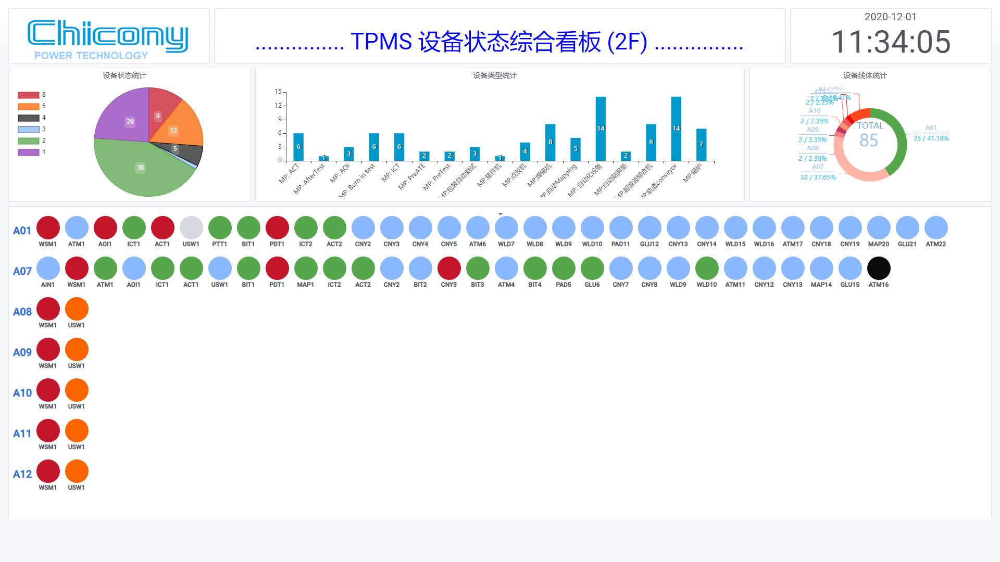 Chicony
POWER TECHNOLOGY
............... TPMS 设备状态综合看板 (2F) ...............
2020-12-01
11:34:05
设备状态统计
8
5
4
3
2
1
9
13
5
36
20
设备类型统计
15
12
9
6
3
0
6 1 3 6 6 2 2 3 1 4 8 5 14 2 8 14 7
MP: ACT
MP: AfterTest
MP: AOI
MP: Burn in test
MP: ICT
MP: PreATE
MP: PreTest
MP:包装自动测试
MP:插件机
MP:点胶机
MP:焊锡机
MP:自动Mapping
MP: 自动化设备
MP:自动贴脚垫
MP:超音波铆合机
MP:轨道conveyor
MP:锡炉
设备线体统计
A12
A11
2 / 2.35%
A10
2 / 2.35%
A09
2 / 2.35%
A08
2 / 2.36%
A07
32 / 37.65%
TOTAL
85
A01
35 / 41.18%
A01
WSM1 ATM1 AOI1 ICT1 ACT1 USW1 PTT1 BIT1 PDT1 ICT2 ACT2 CNY2 CNY3 CNY4 CNY5 ATM6 WLD7 WLD8 WLD9 WLD10 PAD11 GLU12 CNY13 CNY14 WLD15 WLD16 ATM17 CNY18 CNY19 MAP20 GLU21 ATM22
A07
AIN1 WSM1 ATM1 AOI1 ICT1 ACT1 USW1 BIT1 PDT1 MAP1 ICT2 ACT2 CNY2 BIT2 CNY3 BIT3 ATM4 BIT4 PAD5 GLU6 CNY7 CNY8 WLD9 WLD10 ATM11 CNY12 CNY13 MAP14 GLU15 ATM16
A08
WSM1 USW1
A09
WSM1 USW1
A10
WSM1 USW1
A11
WSM1 USW1
A12
WSM1 USW1